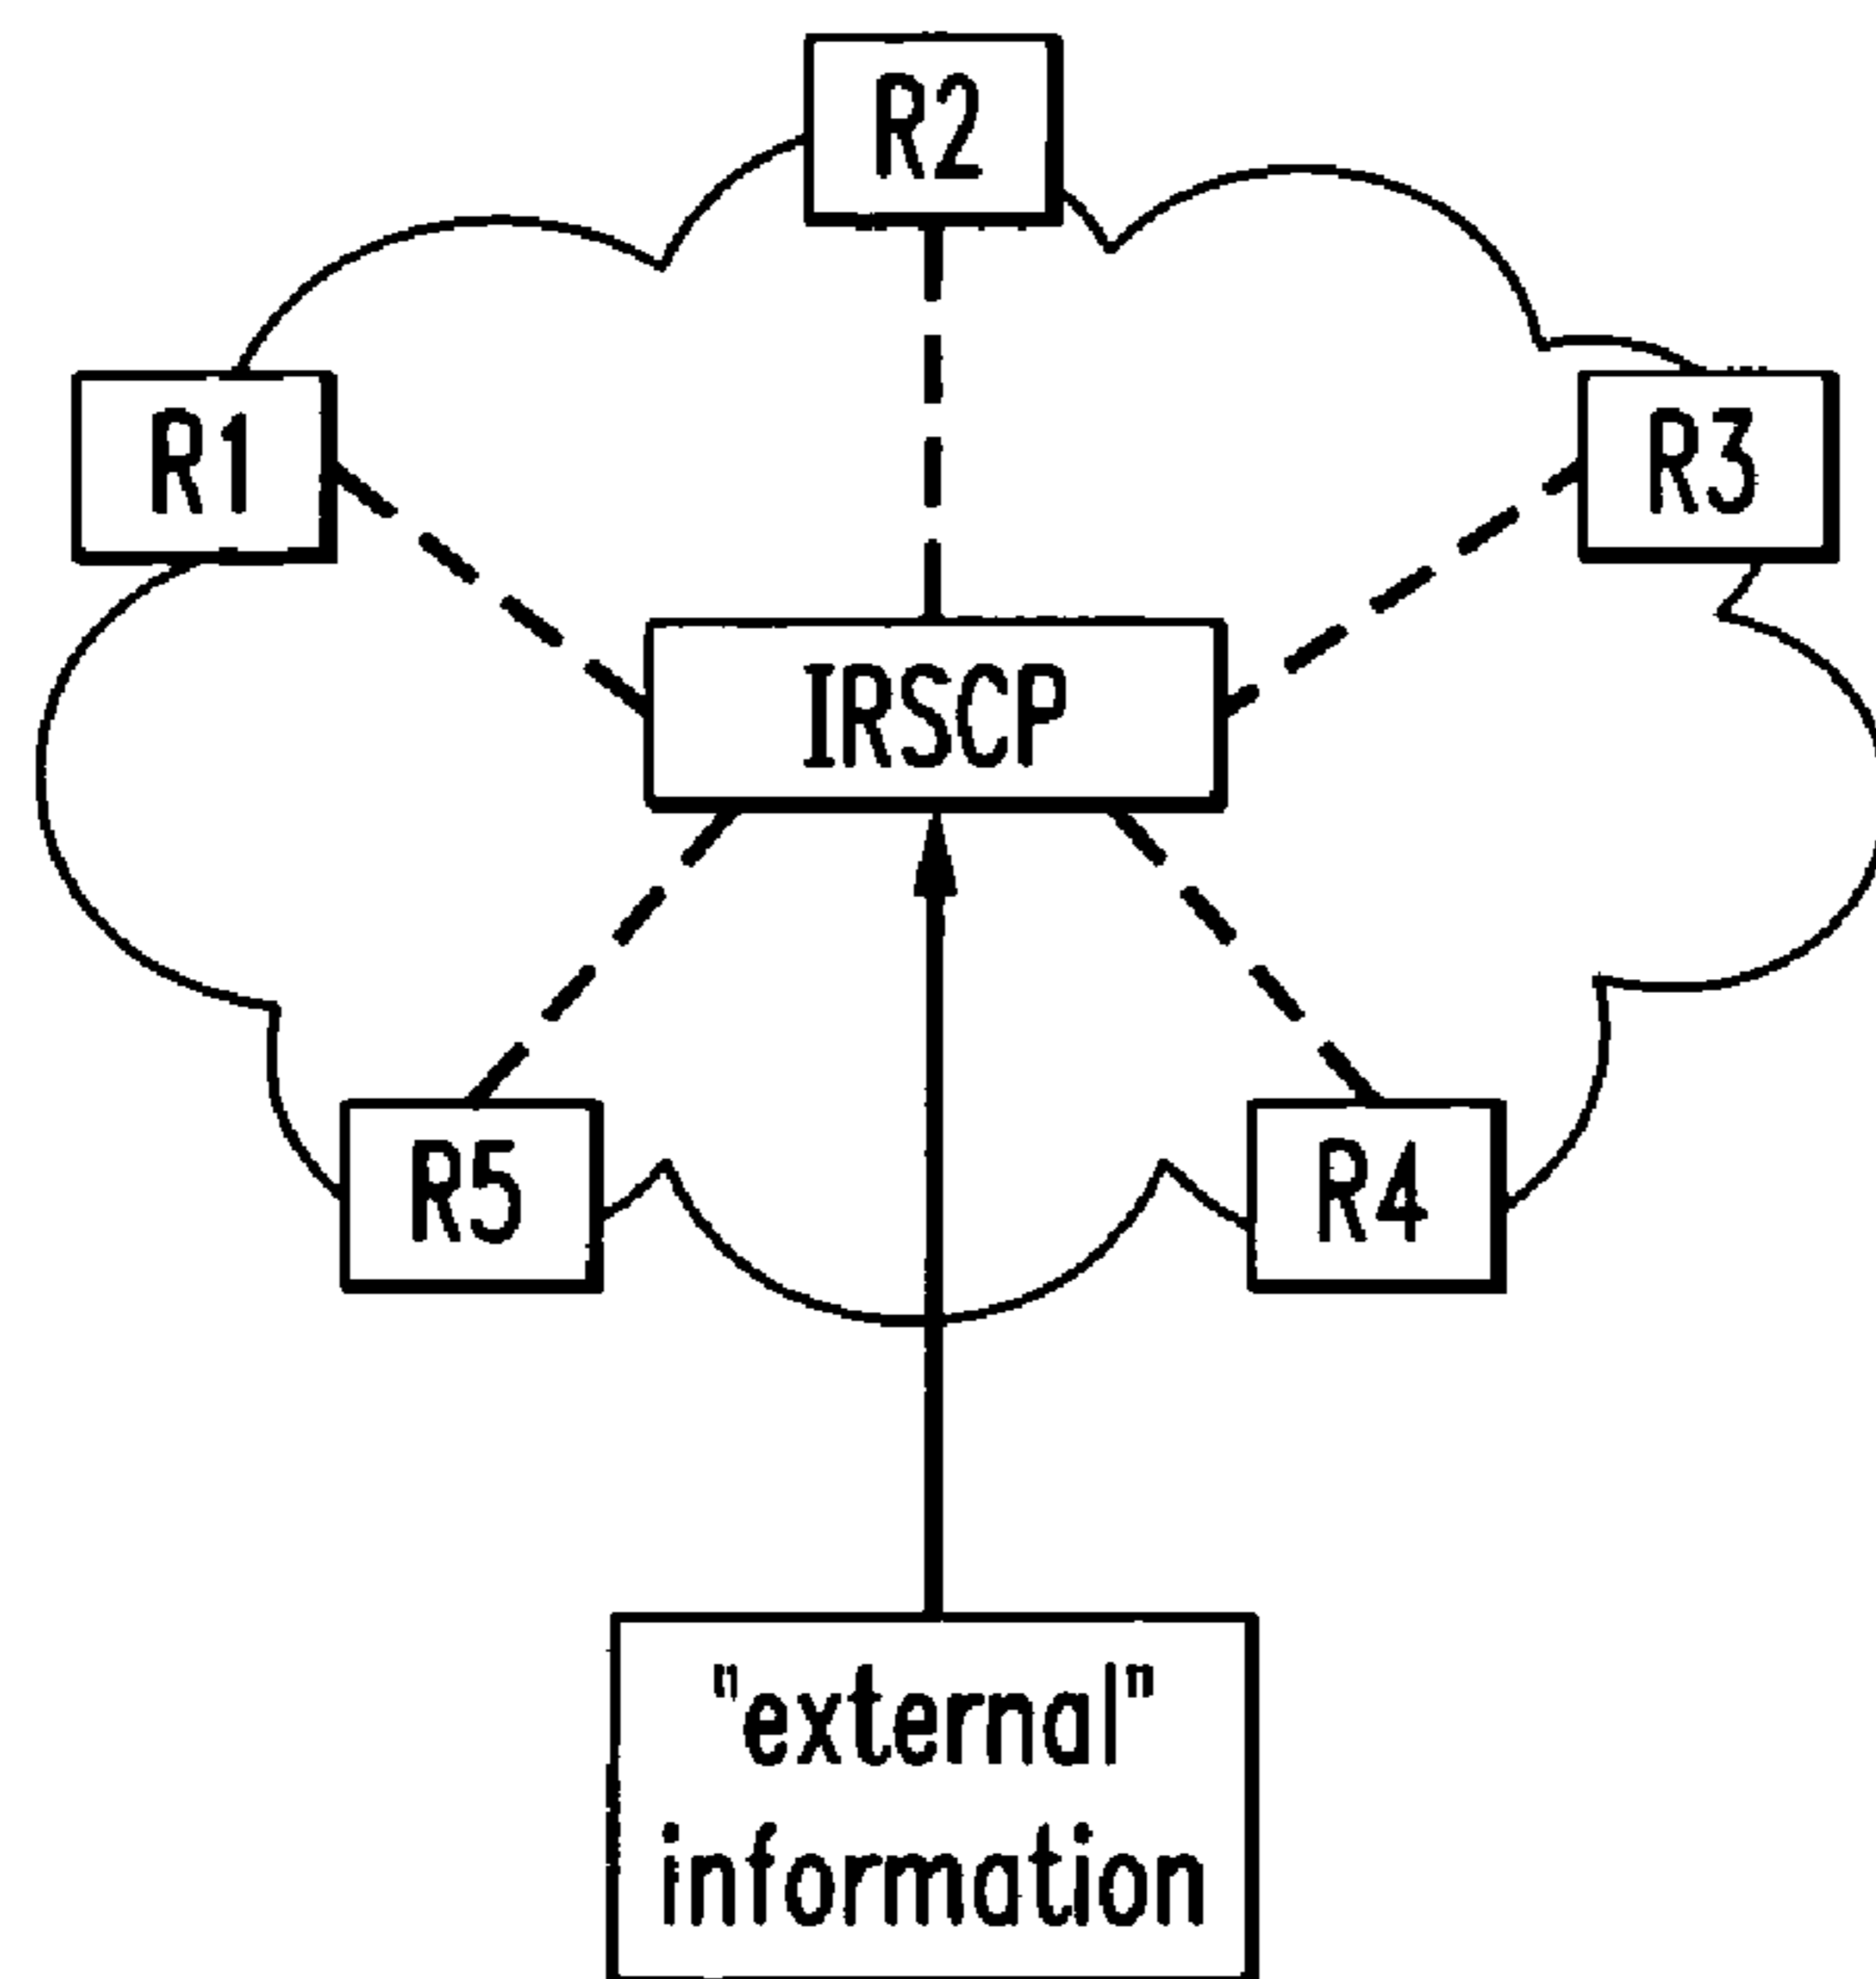 R2
R1
R3
IRSCP
R5
R4
"external"
information